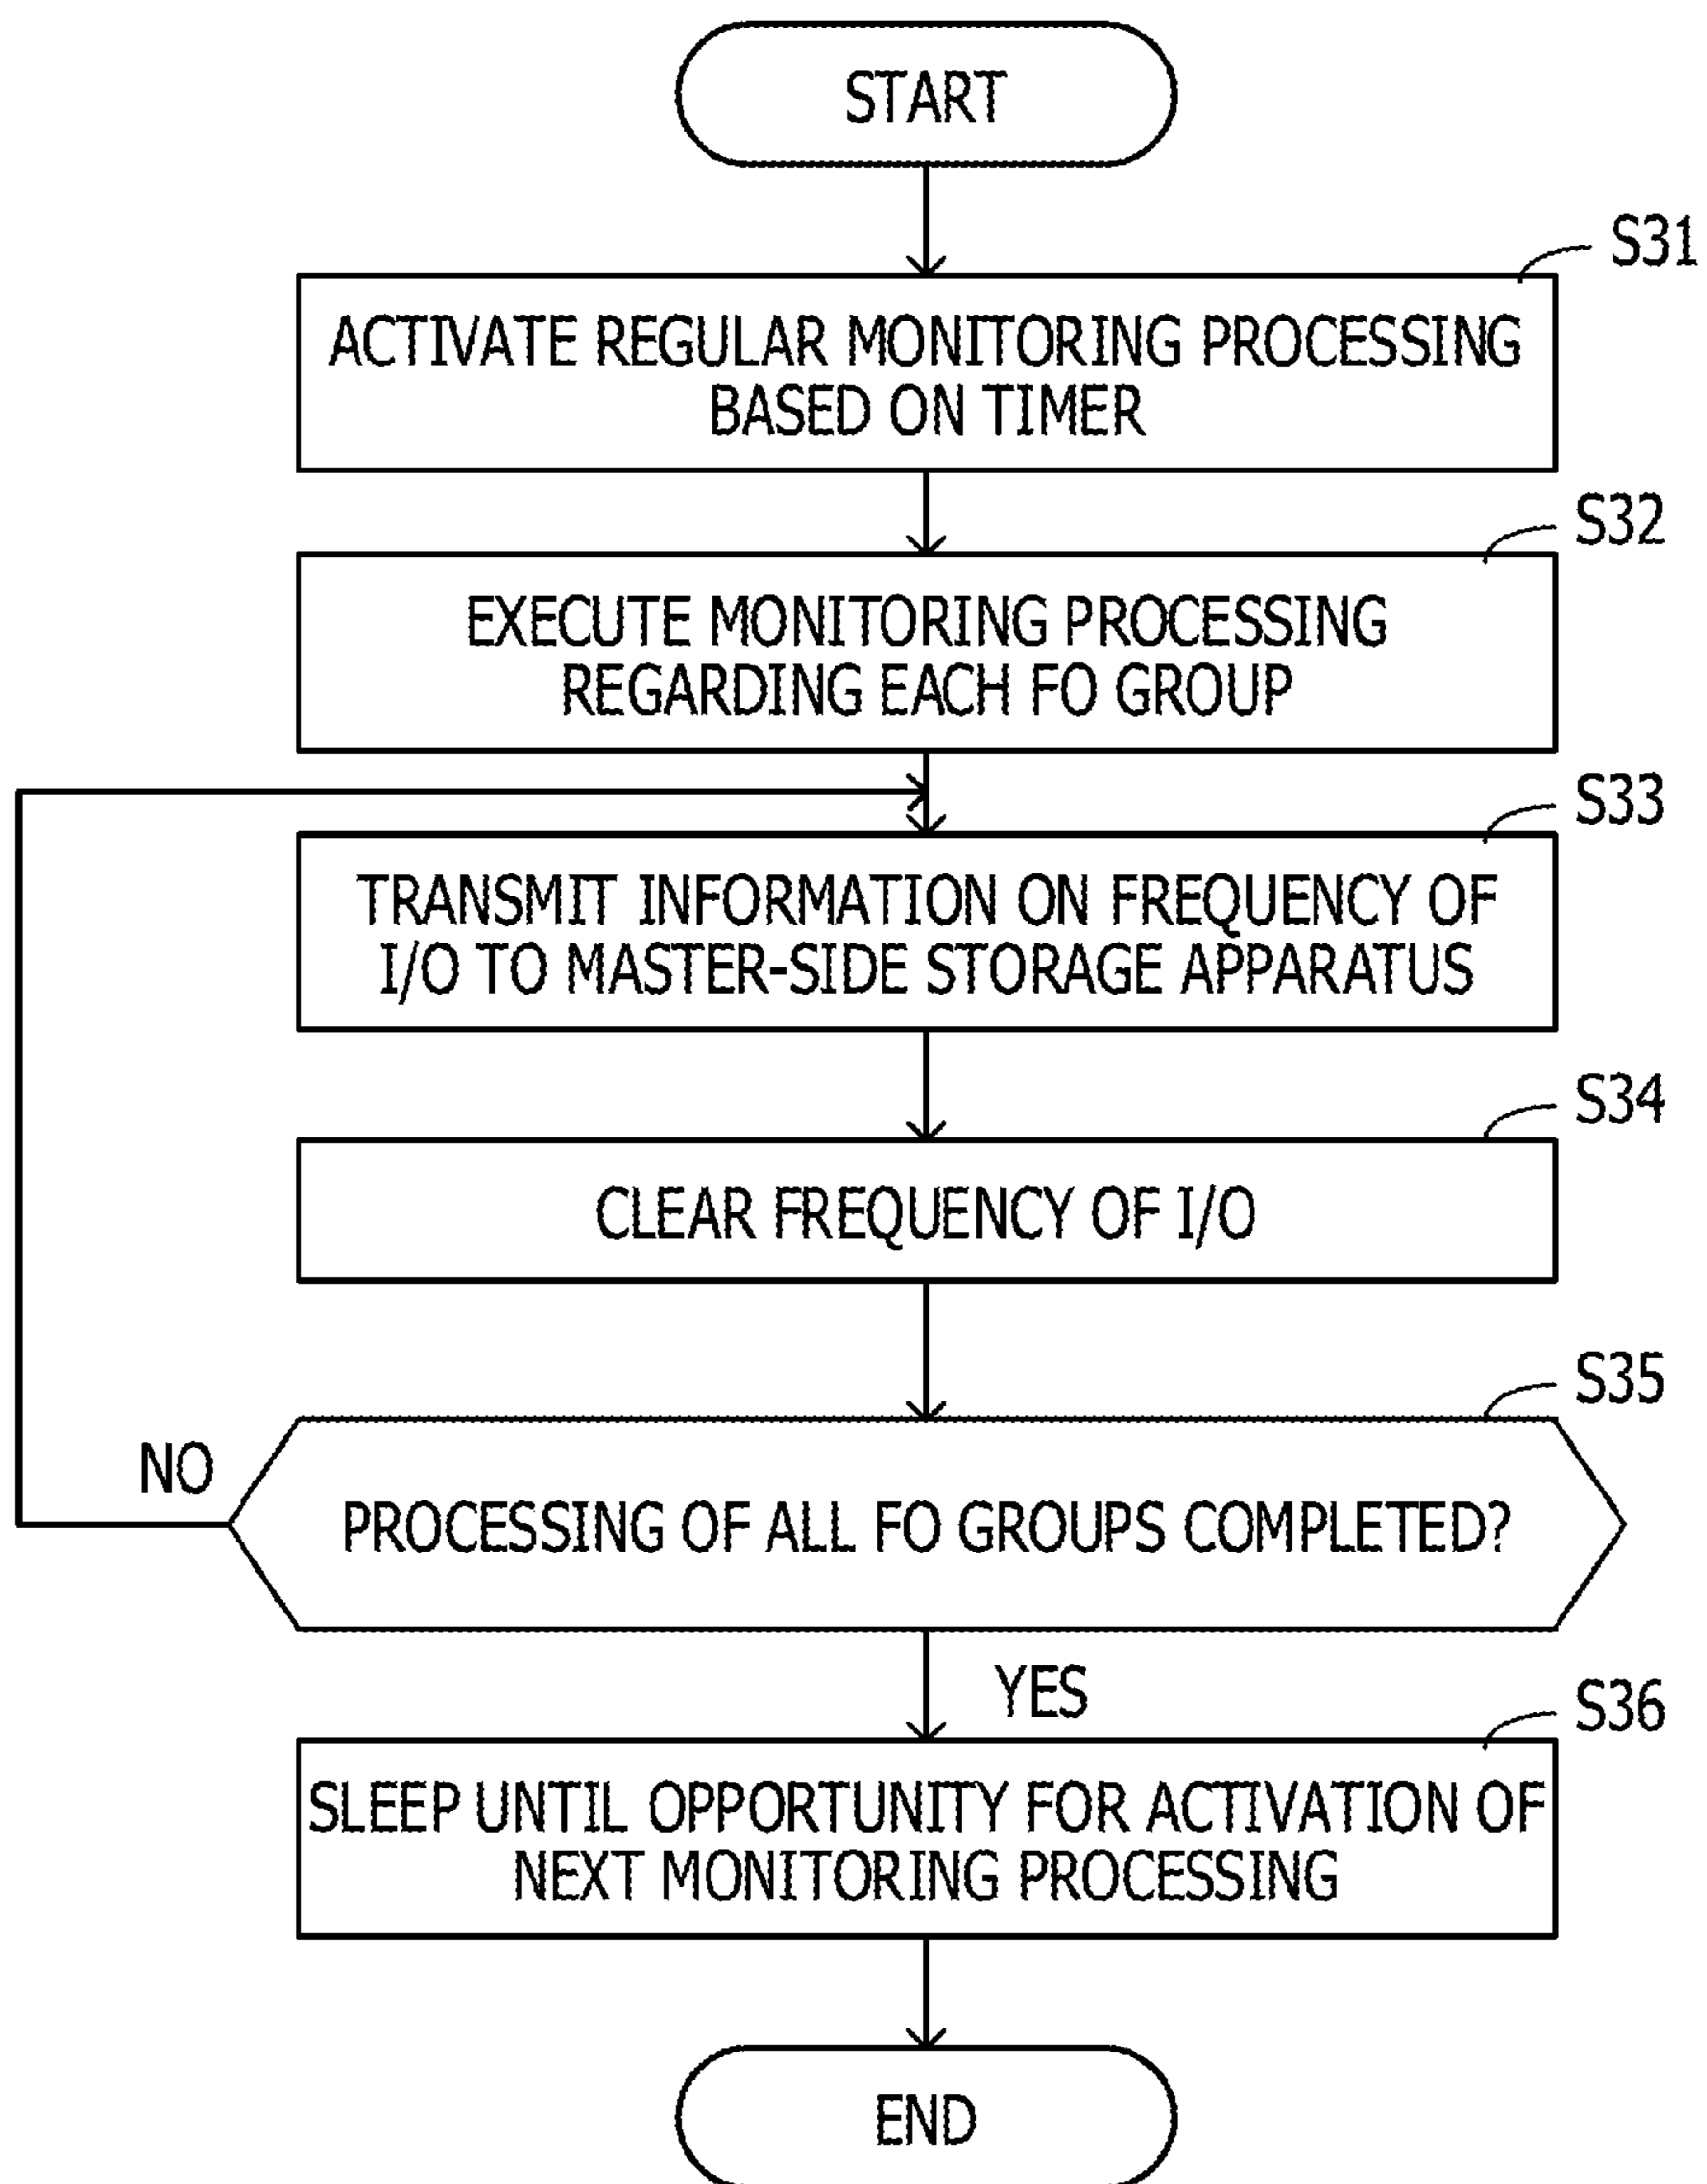 START
S31
ACTIVATE REGULAR MONITORING PROCESSING
BASED ON TIMER
S32
EXECUTE MONITORING PROCESSING
REGARDING EACH FO GROUP
S33
TRANSMIT INFORMATION ON FREQUENCY OF
I/O TO MASTER-SIDE STORAGE APPARATUS
S34
CLEAR FREQUENCY OF I/O
S35
NO
PROCESSING OF ALL FO GROUPS COMPLETED?
YES
S36
SLEEP UNTIL OPPORTUNITY FOR ACTIVATION OF
NEXT MONITORING PROCESSING
END